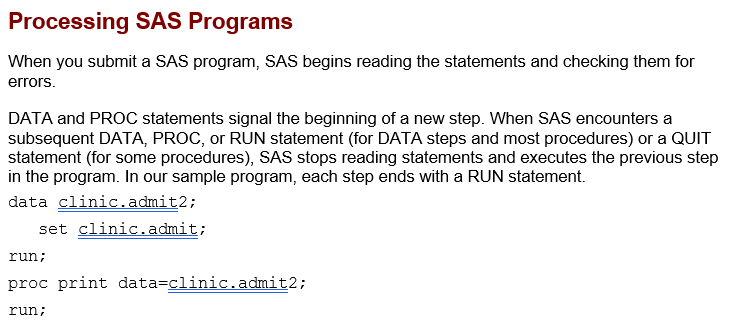 Processing SAS Programs
When you submit a SAS program, SAS begins reading the statements and checking them for
errors.
DATA and PROC statements signal the beginning of a new step. When SAS encounters a
subsequent DATA, PROC, or RUN statement (for DATA steps and most procedures) or a QUIT
statement (for some procedures), SAS stops reading statements and executes the previous step
in the program. In our sample program, each step ends with a RUN statement.
data clinic.admit2;
set clinic.admit;
run;
proc print data=clinic.admit2;
run;